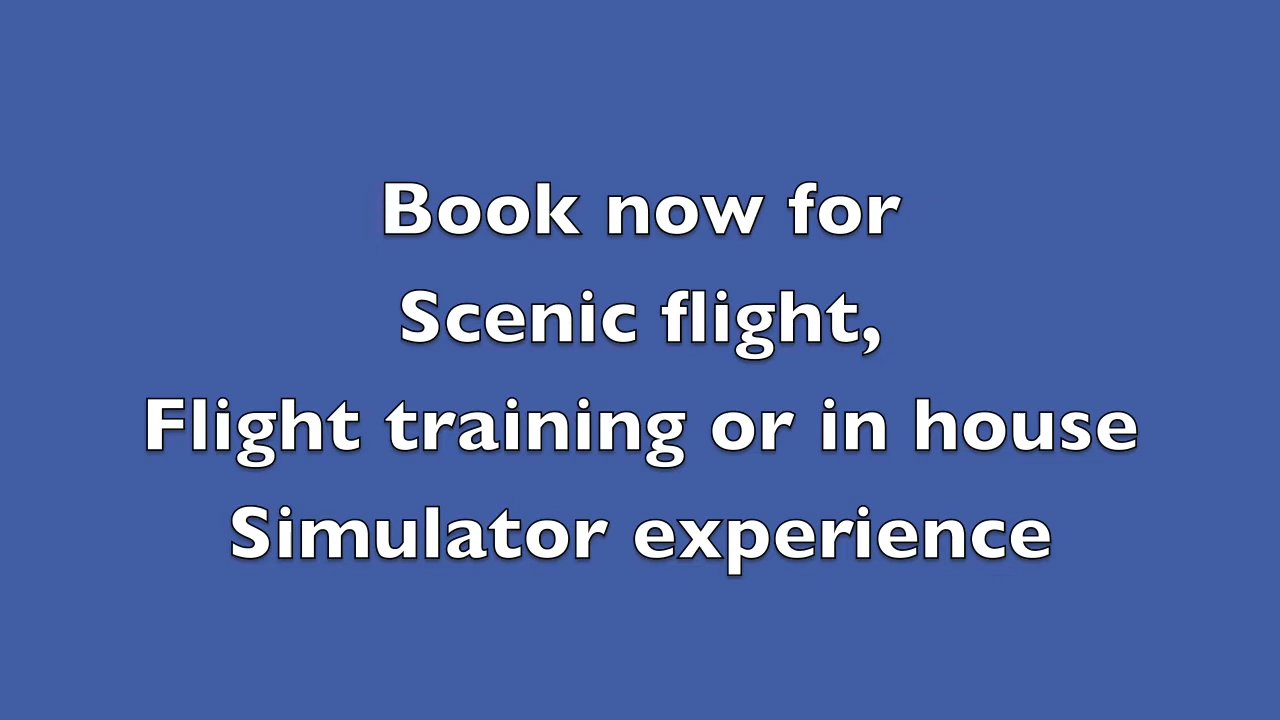 Book now for
Scenic flight,
Flight training or in house
Simulator experience